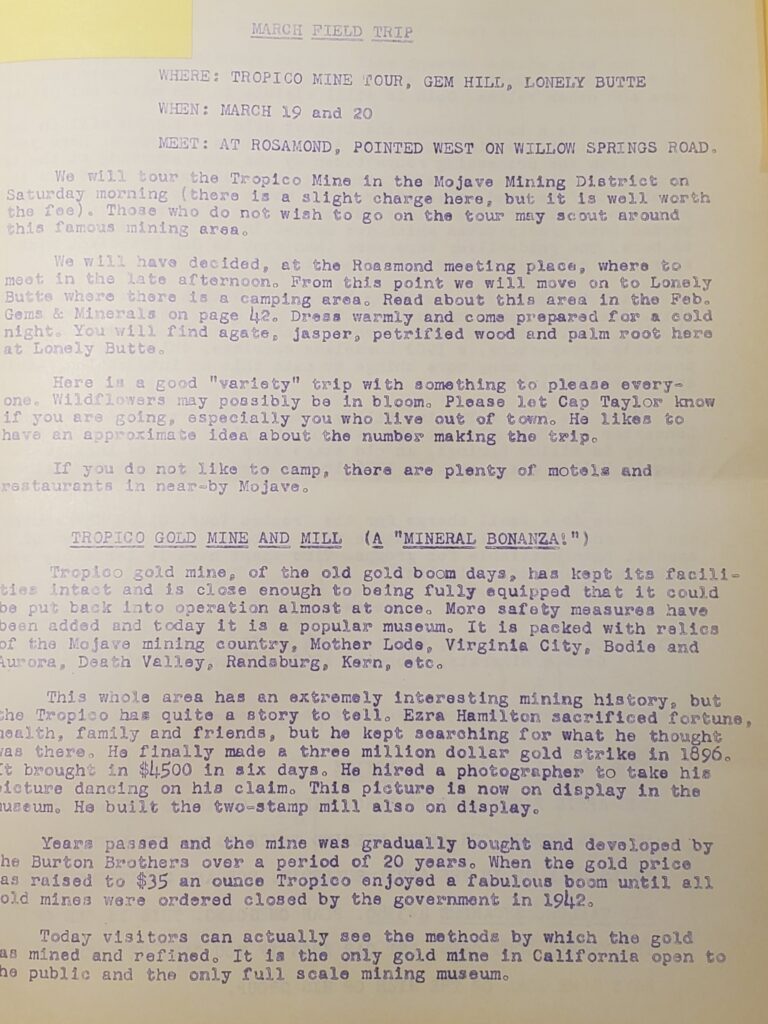 MARCH FIELD TRIP
WHERE: TROPICO MINE TOUR, GEM HILL, LONELY BUTTE
WHEN: MARCH 19 and 20
MEET: AT ROSAMOND, POINTED WEST ON WILLOW SPRINGS ROAD.
We will tour the Tropico Mine in the Mojave Mining District on
Saturday morning (there is a slight charge here, but it is well worth
the fee). Those who do not wish to go on the tour may scout around
this famous mining area.
We will have decided, at the Roasmond meeting place, where to
meet in the late afternoon. From this point we will move on to Lonely
Butte where there is a camping area. Read about this area in the Feb.
Gems & Minerals on page 42. Dress warmly and come prepared for a cold
night. You will find agate, jasper, petrified wood and palm root here
at Lonely Butte.
Here is a good "variety" trip with something to please every-
one. Wildflowers may possibly be in bloom. Please let Cap Taylor know
if you are going, especially you who live out of town. He likes to
have an approximate idea about the number making the trip.
If you do not like to camp, there are plenty of motels and
restaurants in near-by Mojave.
TROPICO GOLD MINE AND MILL (A "MINERAL BONANZA!")
Tropico gold mine, of the old gold boom days, has kept its facili-
ties intact and is close enough to being fully equipped that it could
be put back into operation almost at once. More safety measures have
been added and today it is a popular museum. It is packed with relics
of the Mojave mining country, Mother Lode, Virginia City, Bodie and
Aurora, Death Valley, Randsburg, Kern, etc.
This whole area has an extremely interesting mining history, but
the Tropico has quite a story to tell. Ezra Hamilton sacrificed fortune,
health, family and friends, but he kept searching for what he thought
was there. He finally made a three million dollar gold strike in 1896.
It brought in $4500 in six days. He hired a photographer to take his
picture dancing on his claim. This picture is now on display in the
museum. He built the two-stamp mill also on display.
Years passed and the mine was gradually bought and developed by
he Burton Brothers over a period of 20 years. When the gold price
as raised to $35 an ounce Tropico enjoyed a fabulous boom until all
old mines were ordered closed by the government in 1942.
Today visitors can actually see the methods by which the gold
as mined and refined. It is the only gold mine in California open to
he public and the only full scale mining museum.